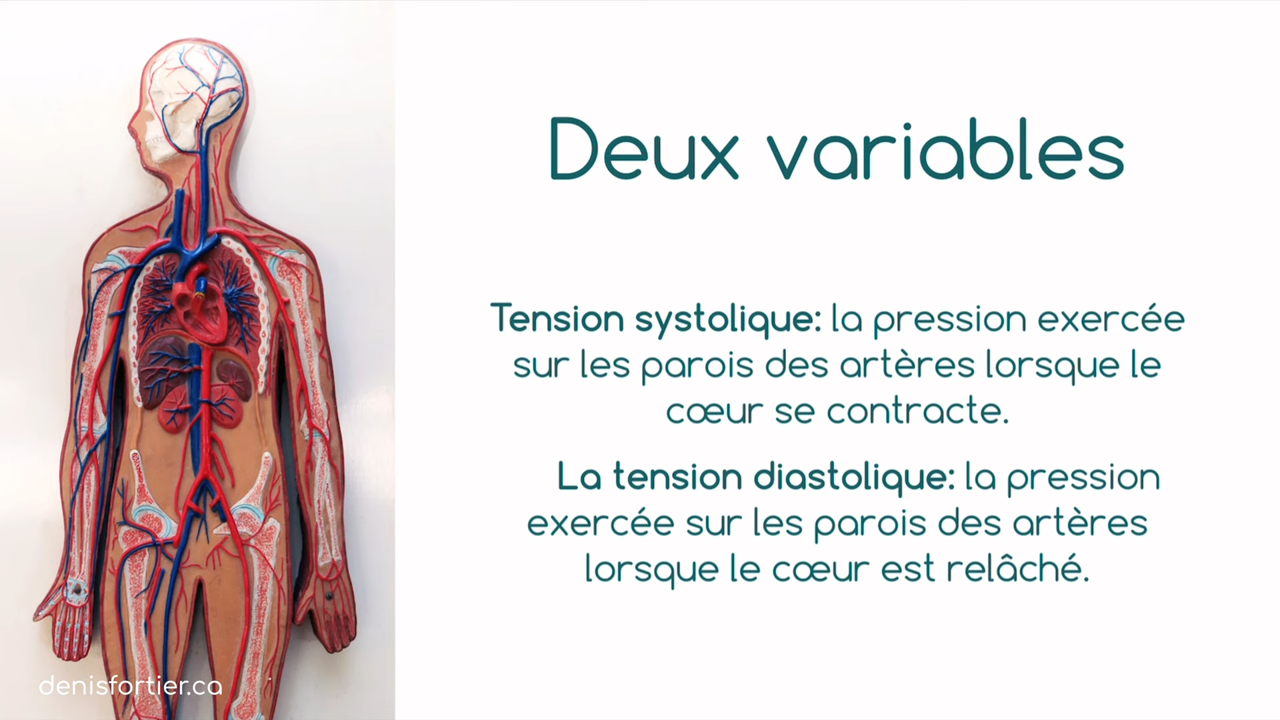 Deux variables
Tension systolique: la pression exercée
sur les parois des artères lorsque le
cœur se contracte.
La tension diastolique: la pression
exercée sur les parois des artères
lorsque le cœur est relâché.
denisfortier.ca